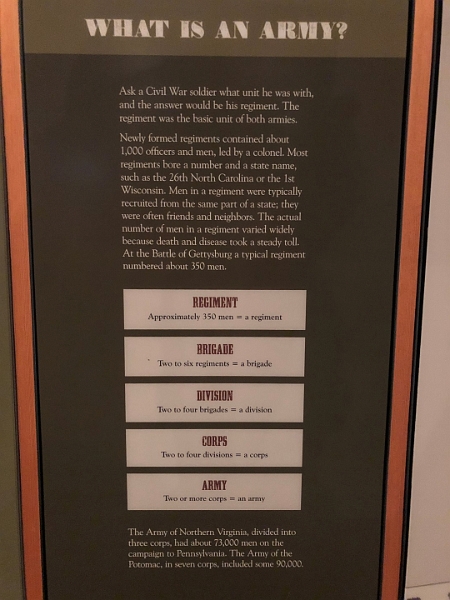 WHAT IS AN ARMY?
Ask a Civil War soldier what unit he was with,
and the answer would be his regiment. The
regiment was the basic unit of both armies.
Newly formed regiments contained about
1,000 officers and men, led by a colonel. Most
regiments bore a number and a state name,
such as the 26th North Carolina or the 1st
Wisconsin. Men in a regiment were typically
recruited from the same part of a state; they
were often friends and neighbors. The actual
number of men in a regiment varied widely
because death and disease took a steady toll.
At the Battle of Gettysburg a typical regiment
numbered about 350 men.
REGIMENT
Approximately 350 men = a regiment
BRIGADE
Two to six regiments = a brigade
DIVISION
Two to four brigades = a division
CORPS
Two to four divisions = a corps
ARMY
Two or more corps = an army
The Army of Northern Virginia, divided into
three corps, had about 73,000 men on the
campaign to Pennsylvania. The Army of the
Potomac, in seven corps, included some 90,000.